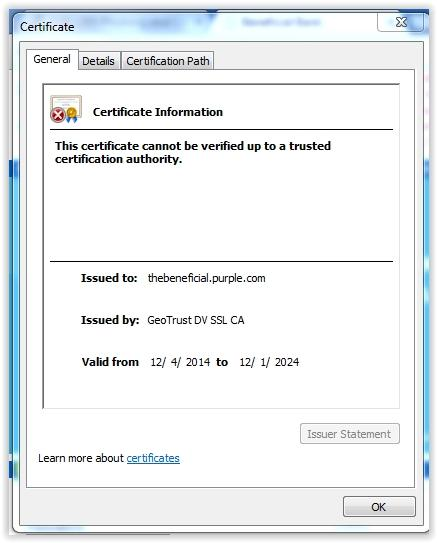 Certificate
General Details Certification Path
Certificate Information
This certificate cannot be verified up to a trusted
certification authority.
Issued to: thebeneficial.purple.com
Issued by: GeoTrust DV SSL CA
Valid from 12/ 4/ 2014 to 12/ 1/ 2024
Issuer Statement
Learn more about certificates
OK